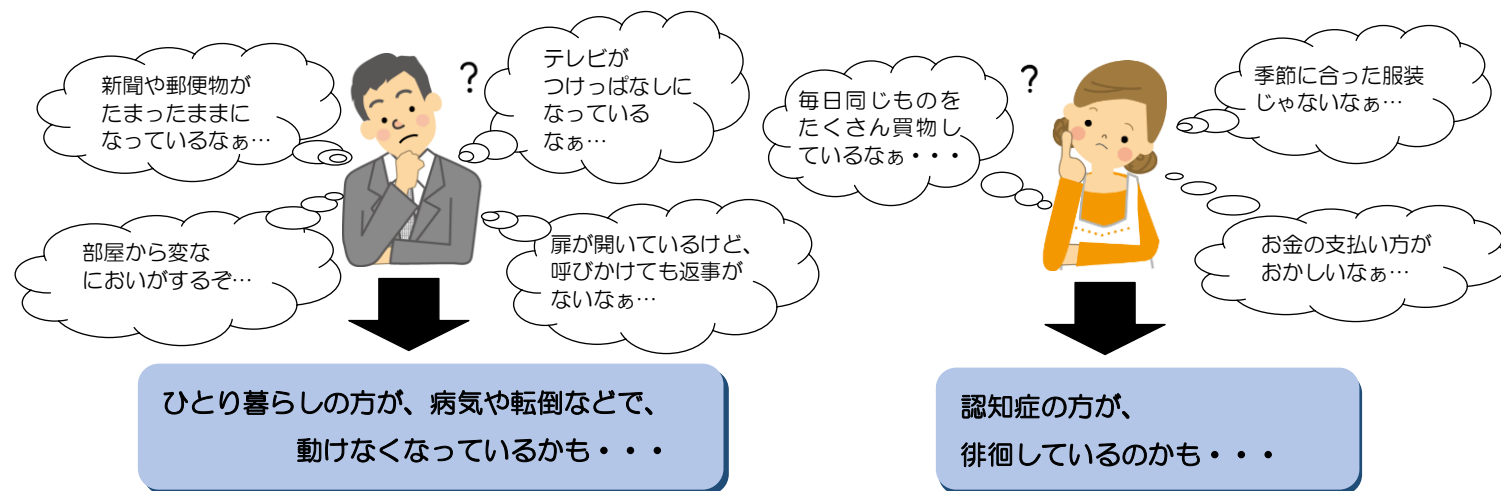 新聞や郵便物が
たまったままに
なっているなぁ…
?
テレビが
つけっぱなしに
なっている
なぁ…
部屋から変な
においがするぞ…
扉が開いているけど、
呼びかけても返事が
ないなぁ…
ひとり暮らしの方が、病気や転倒などで、
動けなくなっているかも・・・
毎日同じものを
たくさん買物し
ているなぁ・・・
?
季節に合った服装
じゃないなぁ…
お金の支払い方が
おかしいなぁ…
認知症の方が、
徘徊しているのかも・・・